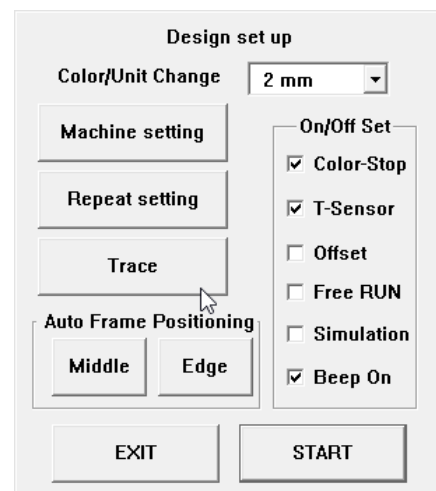 Design set up
Color/Unit Change
2 mm
Machine setting
Repeat setting
Trace
Auto Frame Positioning
Middle
Edge
On/Off Set
Color-Stop
T-Sensor
Offset
Free RUN
Simulation
Beep On
EXIT
START